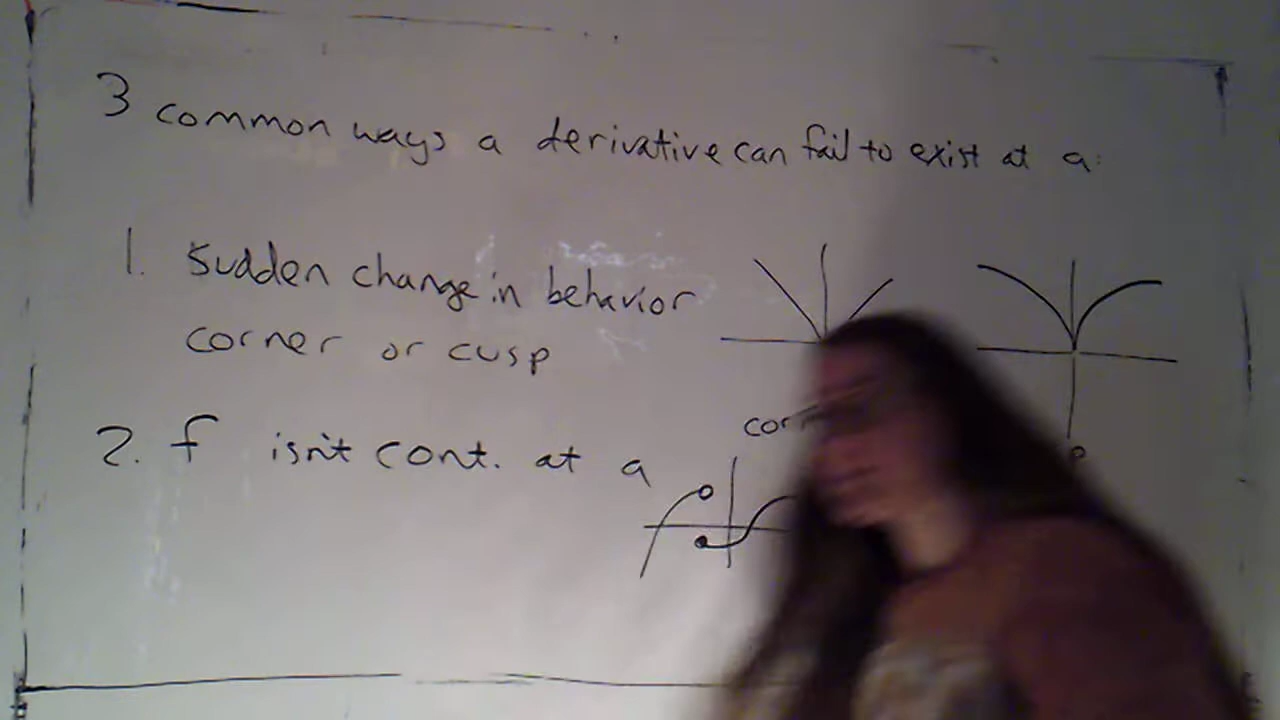 3 common ways a derivative can fail to exist at a:
1. Sudden change in behavior
corner or cusp
2. f isn't cont. at a